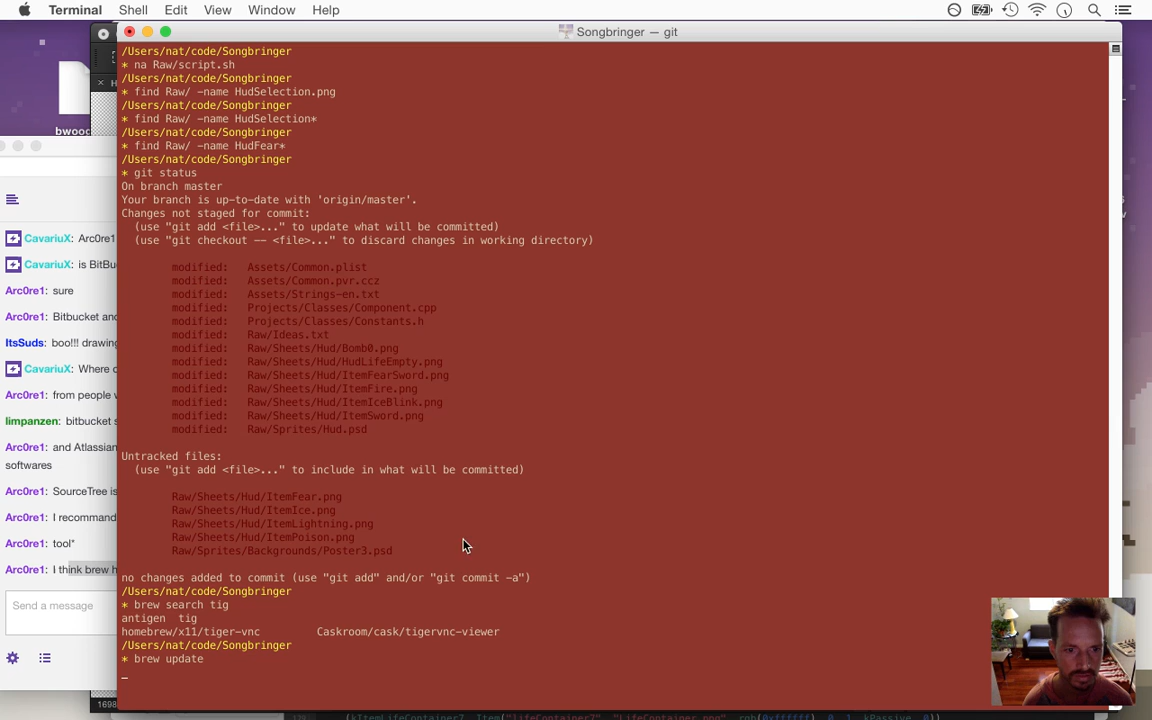 Terminal Shell Edit View Window Help
Songbringer — git
/Users/nat/code/Songbringer
* na Raw/script.sh
/Users/nat/code/Songbringer
* find Raw/ -name HudSelection.png
/Users/nat/code/Songbringer
* find Raw/ -name HudSelection*
/Users/nat/code/Songbringer
* find Raw/ -name HudFear*
/Users/nat/code/Songbringer
* git status
On branch master
Your branch is up-to-date with 'origin/master'.
Changes not staged for commit:
(use "git add <file>..." to update what will be committed)
(use "git checkout -- <file>..." to discard changes in working directory)
modified: Assets/Common.plist
modified: Assets/Common.pvr.ccz
modified: Assets/Strings-en.txt
modified: Projects/Classes/Component.cpp
modified: Projects/Classes/Constants.h
modified: Raw/Ideas.txt
modified: Raw/Sheets/Hud/Bomb0.png
modified: Raw/Sheets/Hud/HudLifeEmpty.png
modified: Raw/Sheets/Hud/ItemFearSword.png
modified: Raw/Sheets/Hud/ItemFire.png
modified: Raw/Sheets/Hud/ItemIceBlink.png
modified: Raw/Sheets/Hud/ItemSword.png
modified: Raw/Sprites/Hud.psd
Untracked files:
(use "git add <file>..." to include in what will be committed)
Raw/Sheets/Hud/ItemFear.png
Raw/Sheets/Hud/ItemIce.png
Raw/Sheets/Hud/ItemLightning.png
Raw/Sheets/Hud/ItemPoison.png
Raw/Sprites/Backgrounds/Poster3.psd
no changes added to commit (use "git add" and/or "git commit -a")
/Users/nat/code/Songbringer
* brew search tig
antigen tig
homebrew/x11/tiger-vnc Caskroom/cask/tigervnc-viewer
/Users/nat/code/Songbringer
* brew update
bwood
CavariuX: Arc0re1
CavariuX: is BitBu
Arc0re1: sure
Arc0re1: Bitbucket and
ItsSuds: boo!!! drawing
CavariuX: Where
Arc0re1: from people
limpanzen: bitbucket s
Arc0re1: and Atlassian
softwares
Arc0re1: SourceTree is
Arc0re1: I recommand
Arc0re1: tool*
Arc0re1: I think brew h
Send a message
1698